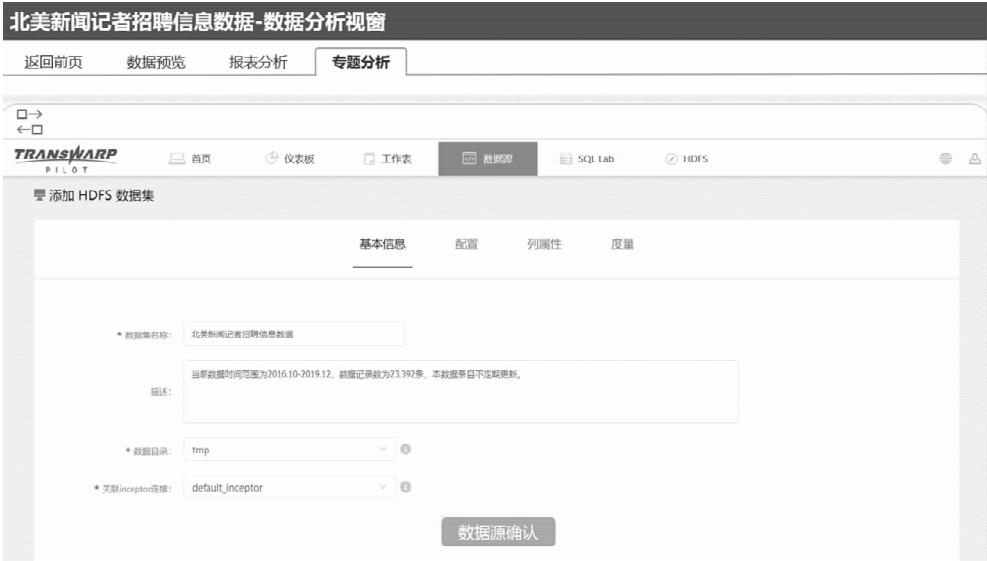 北美新闻记者招聘信息数据-数据分析视窗
返回前页 数据预览 报表分析 专题分析
TRANSWARP
PILOT
首页 仪表板 工作表 数据源 SQL Lab HDFS
添加 HDFS 数据集
基本信息 配置 列属性 度量
* 数据集名称: 北美新闻记者招聘信息数据
描述: 当前数据时间范围为2016.10-2019.12，数据记录数为23,392条，本数据条目不定期更新。
* 数据目录: tmp
* 关联inceptor连接: default_inceptor
数据源确认